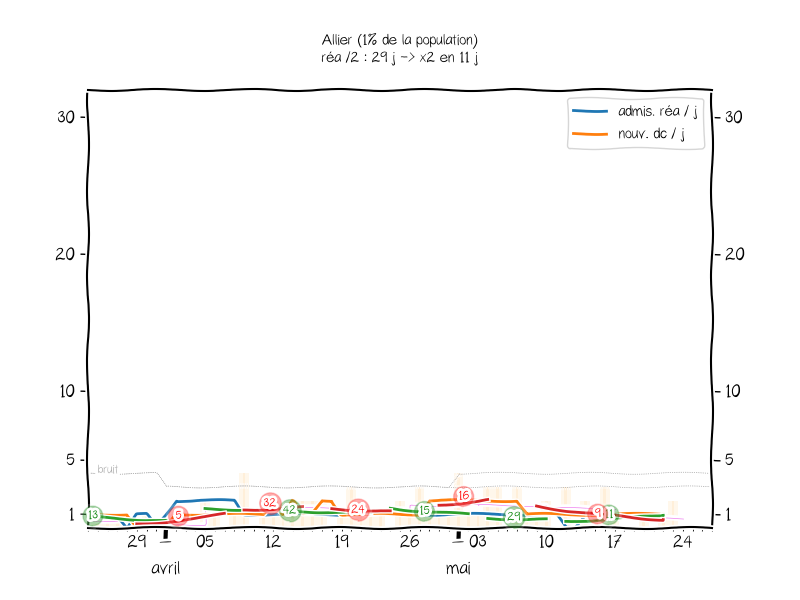 Allier (1% de la population)
réa /2 : 29 j -> x2 en 11 j
admis. réa / j
nouv. dc / j
30 30
20 20
10 10
5 5
1 1
bruit
13 5 32 42 24 15 16 29 9 11
29 05 12 19 26 03 10 17 24
avril mai